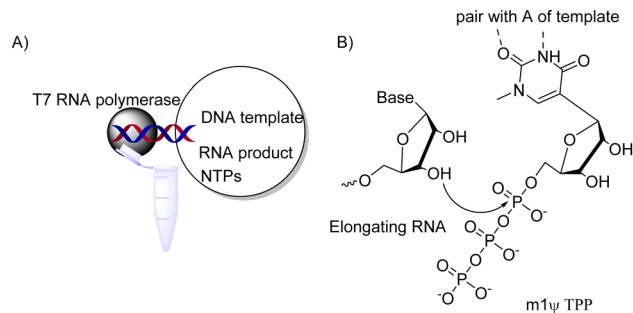 A)
T7 RNA polymerase
DNA template
RNA product
NTPs
B)
pair with A of template
O
NH
O
N
Base
O
OH
O
OH
O
OH
OH
O
O
P
O-
O
O
P
O-
O
O
P
O-
-O
Elongating RNA
m1ψ TPP